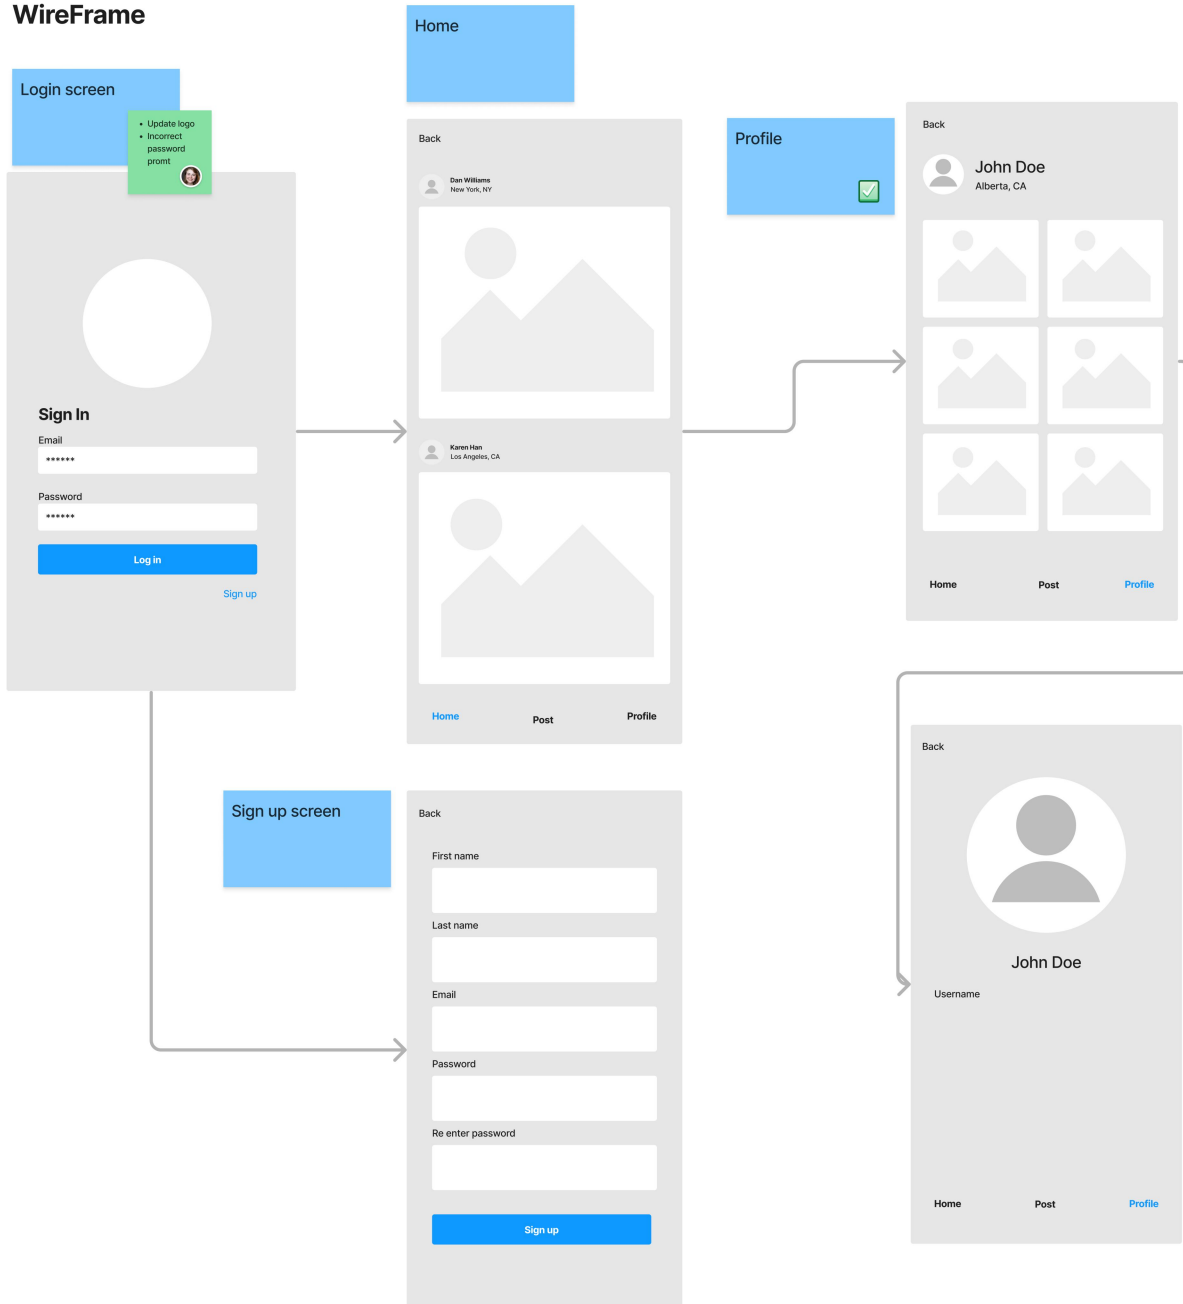 WireFrame
Login screen
• Update logo
• Incorrect
password
promt
Sign In
Email
******
Password
******
Log in
Sign up
Home
Back
Dan Williams
New York, NY
Karen Han
Los Angeles, CA
Home
Post
Profile
Profile
Back
John Doe
Alberta, CA
Home
Post
Profile
Sign up screen
Back
First name
Last name
Email
Password
Re enter password
Sign up
Back
John Doe
Username
Home
Post
Profile